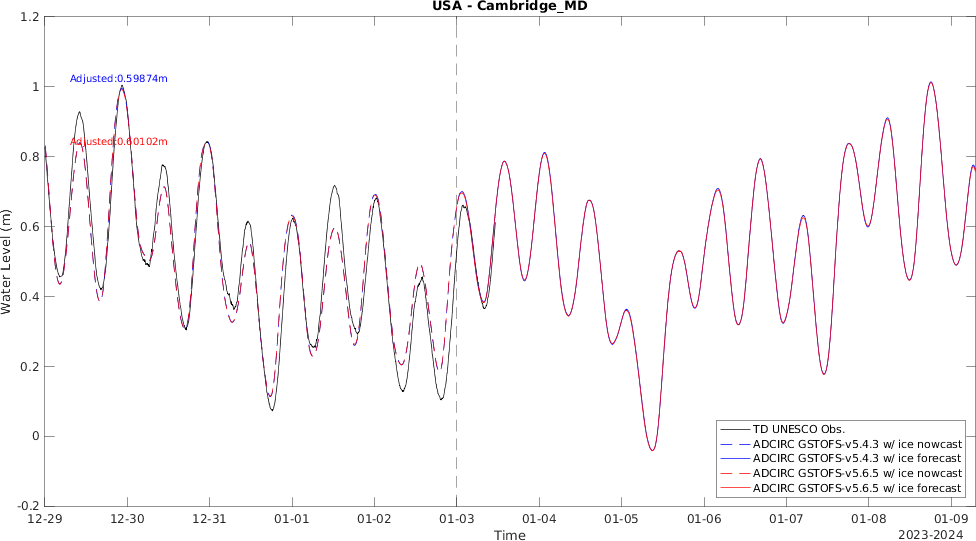 USA - Cambridge_MD
1.2
1
0.8
0.6
0.4
0.2
0
-0.2
Water Level (m)
Adjusted:0.59874m
Adjusted:0.60102m
TD UNESCO Obs.
ADCIRC GSTOFS-v5.4.3 w/ ice nowcast
ADCIRC GSTOFS-v5.4.3 w/ ice forecast
ADCIRC GSTOFS-v5.6.5 w/ ice nowcast
ADCIRC GSTOFS-v5.6.5 w/ ice forecast
12-29 12-30 12-31 01-01 01-02 01-03 01-04 01-05 01-06 01-07 01-08 01-09
Time
2023-2024